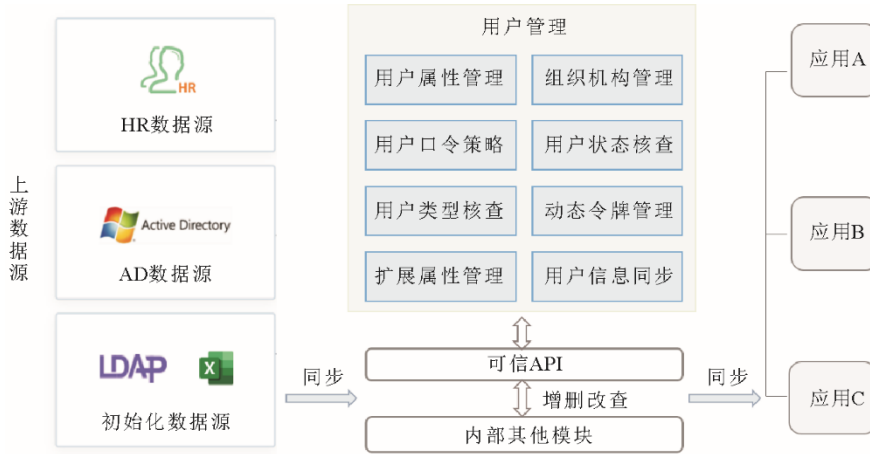 上游数据源
HR
HR数据源
Active Directory
AD数据源
LDAP
X
初始化数据源
同步
用户管理
用户属性管理
组织机构管理
用户口令策略
用户状态核查
用户类型核查
动态令牌管理
扩展属性管理
用户信息同步
可信API
增删改查
内部其他模块
同步
应用A
应用B
应用C